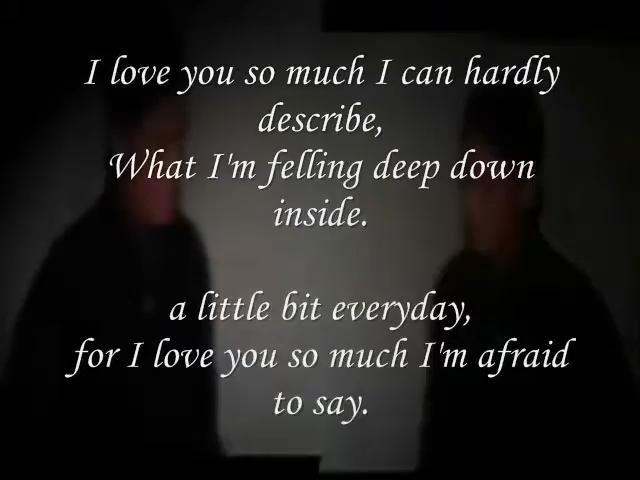 I love you so much I can hardly
describe,
What I'm felling deep down
inside.
a little bit everyday,
for I love you so much I'm afraid
to say.